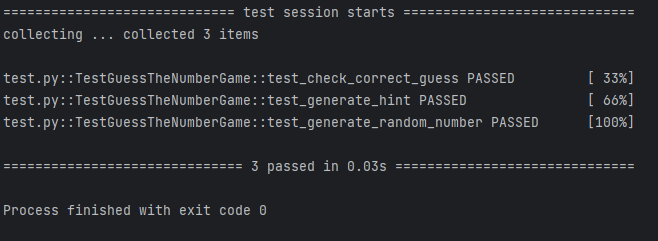 ============================= test session starts =============================
collecting ... collected 3 items
test.py::TestGuessTheNumberGame::test_check_correct_guess PASSED         [ 33%]
test.py::TestGuessTheNumberGame::test_generate_hint PASSED              [ 66%]
test.py::TestGuessTheNumberGame::test_generate_random_number PASSED      [100%]
============================== 3 passed in 0.03s ==============================
Process finished with exit code 0